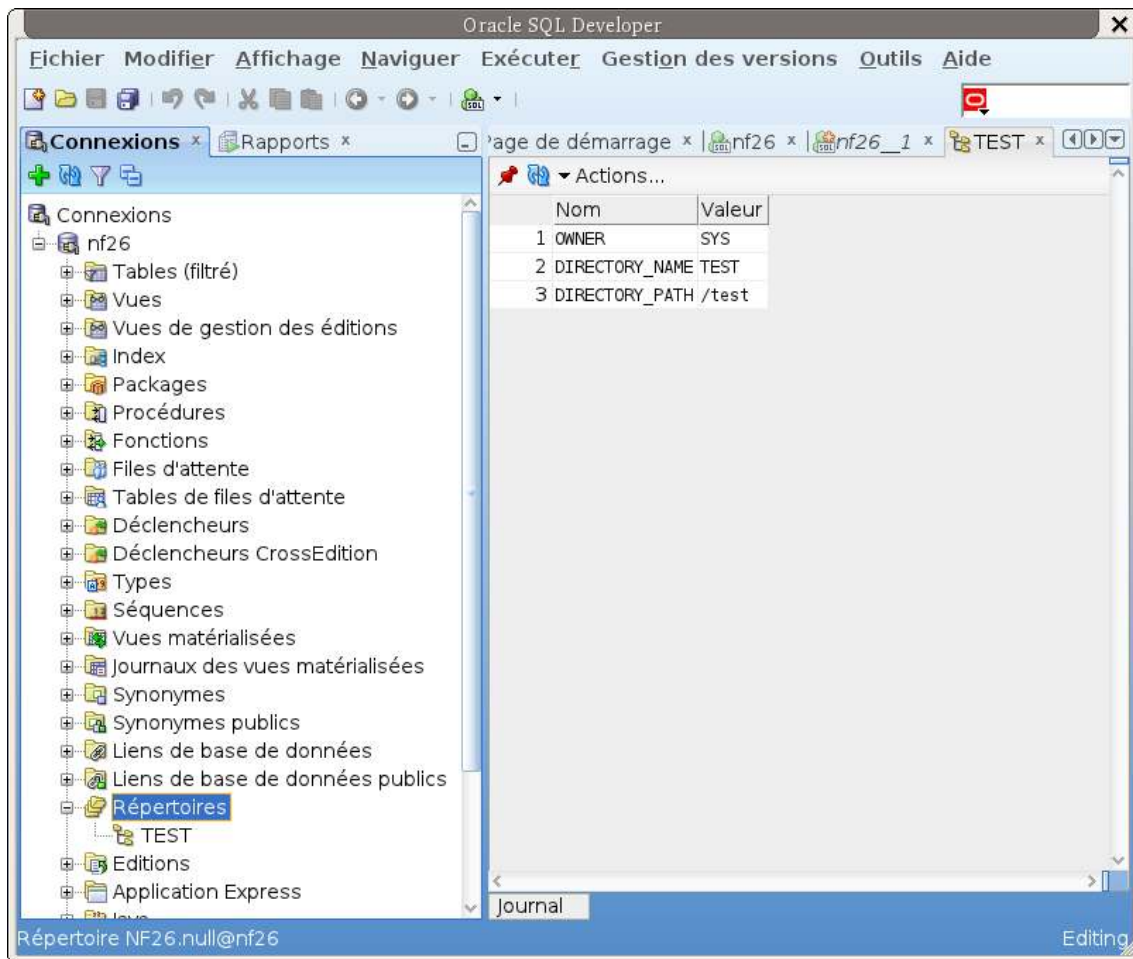 Oracle SQL Developer
Fichier Modifier Affichage Naviguer Exécuter Gestion des versions Outils Aide
Connexions Rapports
Page de démarrage nf26 nf26__1 TEST
Actions...
Connexions
nf26
Tables (filtré)
Vues
Vues de gestion des éditions
Index
Packages
Procédures
Fonctions
Files d'attente
Tables de files d'attente
Déclencheurs
Déclencheurs CrossEdition
Types
Séquences
Vues matérialisées
Journaux des vues matérialisées
Synonymes
Synonymes publics
Liens de base de données
Liens de base de données publics
Répertoires
TEST
Editions
Application Express
Nom Valeur
1 OWNER SYS
2 DIRECTORY_NAME TEST
3 DIRECTORY_PATH /test
Journal
Répertoire NF26.null@nf26 Editing